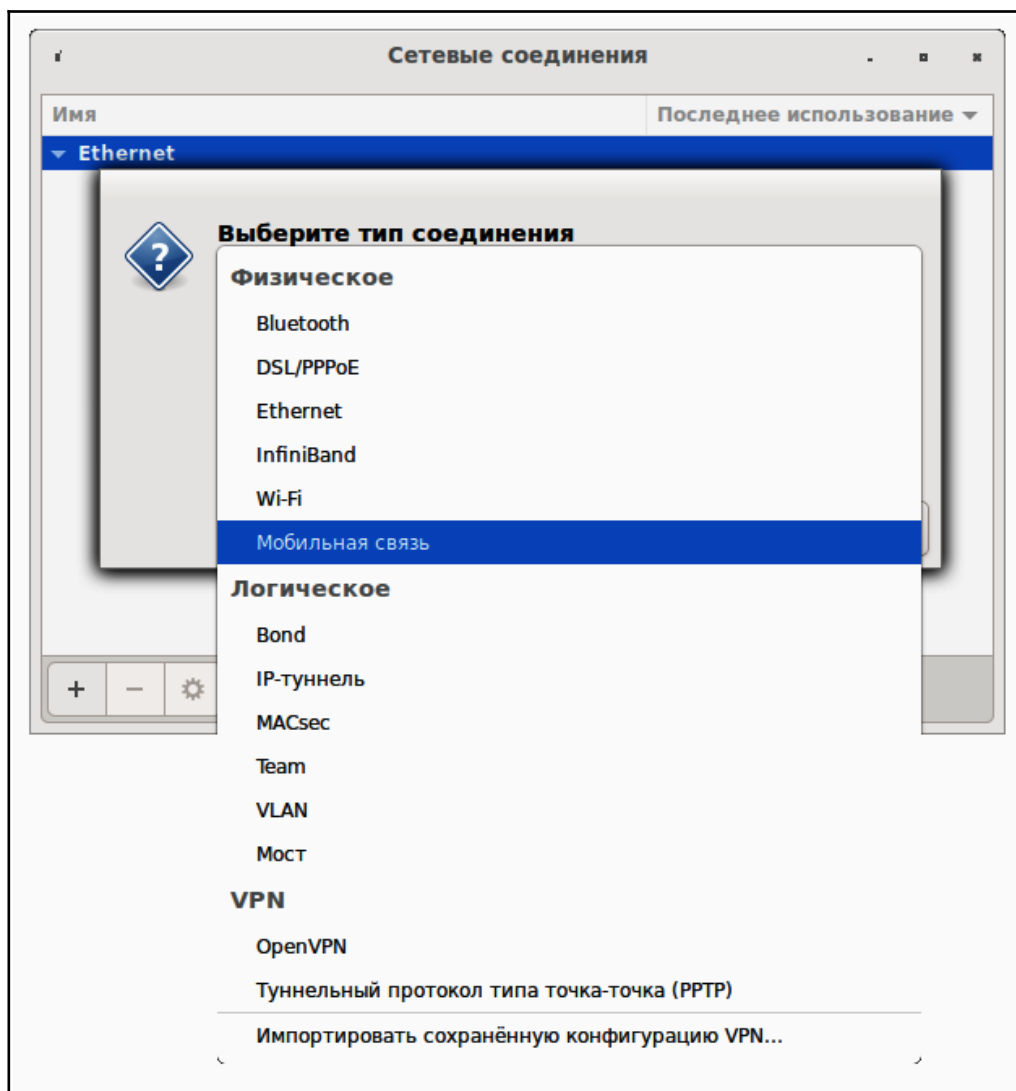 Сетевые соединения
Имя
Последнее использование
Ethernet
Выберите тип соединения
Физическое
Bluetooth
DSL/PPPoE
Ethernet
InfiniBand
Wi-Fi
Мобильная связь
Логическое
Bond
IP-туннель
MACsec
Team
VLAN
Мост
VPN
OpenVPN
Туннельный протокол типа точка-точка (PPTP)
Импортировать сохранённую конфигурацию VPN...